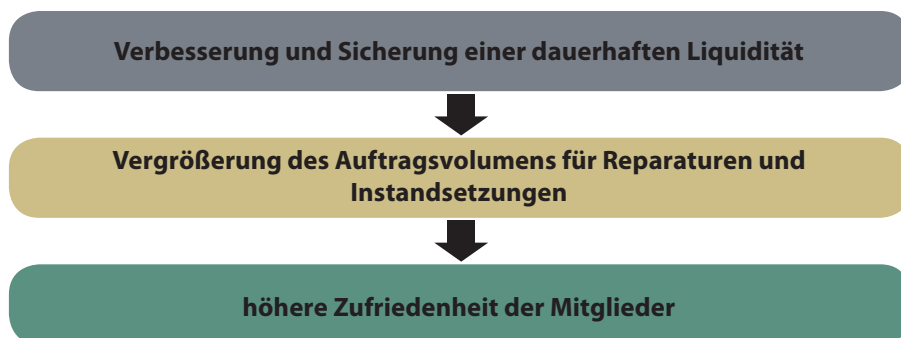 Verbesserung und Sicherung einer dauerhaften Liquidität
Vergrößerung des Auftragsvolumens für Reparaturen und
Instandsetzungen
höhere Zufriedenheit der Mitglieder